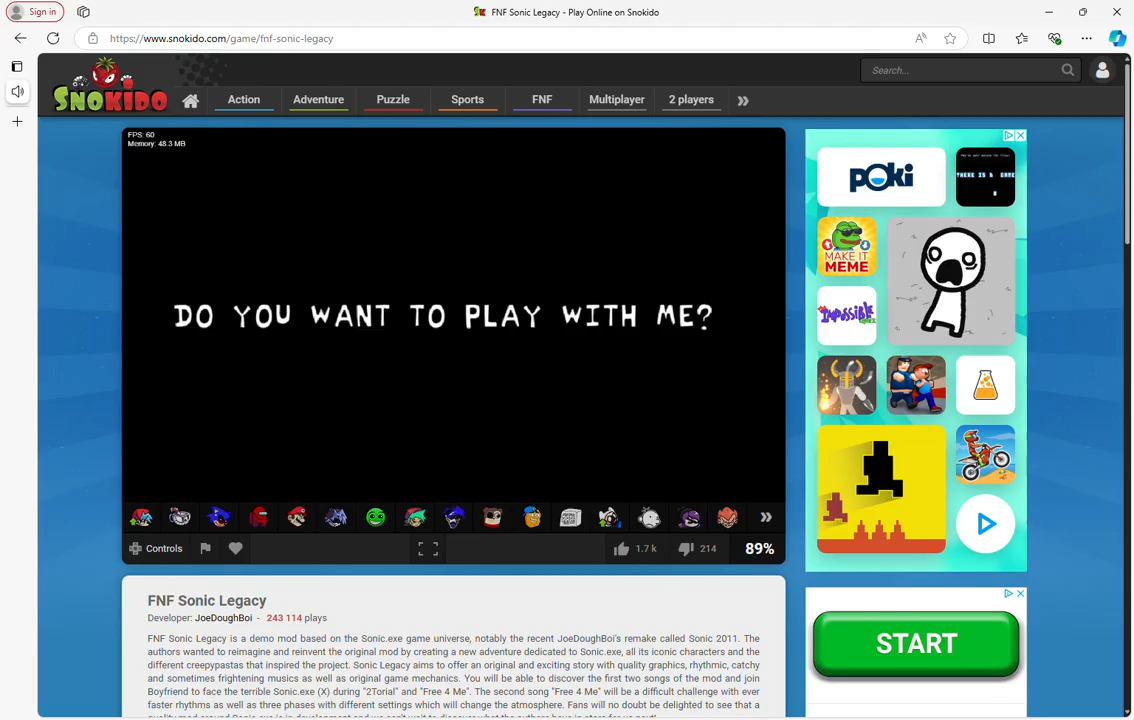 Sign in
FNF Sonic Legacy - Play Online on Snokido
https://www.snokido.com/game/fnf-sonic-legacy
SNOKIDO
Action
Adventure
Puzzle
Sports
FNF
Multiplayer
2 players
Search...
FPS: 60
Memory: 48.3 MB
DO YOU WANT TO PLAY WITH ME?
POKI
THERE IS A GAME
MAKE IT
MEME
IMPOSSIBLE
Controls
1.7 k
214
89%
FNF Sonic Legacy
Developer: JoeDoughBoi - 243 114 plays
FNF Sonic Legacy is a demo mod based on the Sonic.exe game universe, notably the recent JoeDoughBoi's remake called Sonic 2011. The
authors wanted to reimagine and reinvent the original mod by creating a new adventure dedicated to Sonic.exe, all its iconic characters and the
different creepypastas that inspired the project. Sonic Legacy aims to offer an original and exciting story with quality graphics, rhythmic, catchy
and sometimes frightening musics as well as original game mechanics. You will be able to discover the first two songs of the mod and join
Boyfriend to face the terrible Sonic.exe (X) during "2Torial" and "Free 4 Me". The second song "Free 4 Me" will be a difficult challenge with ever
faster rhythms as well as three phases with different settings which will change the atmosphere. Fans will no doubt be delighted to see that a
START